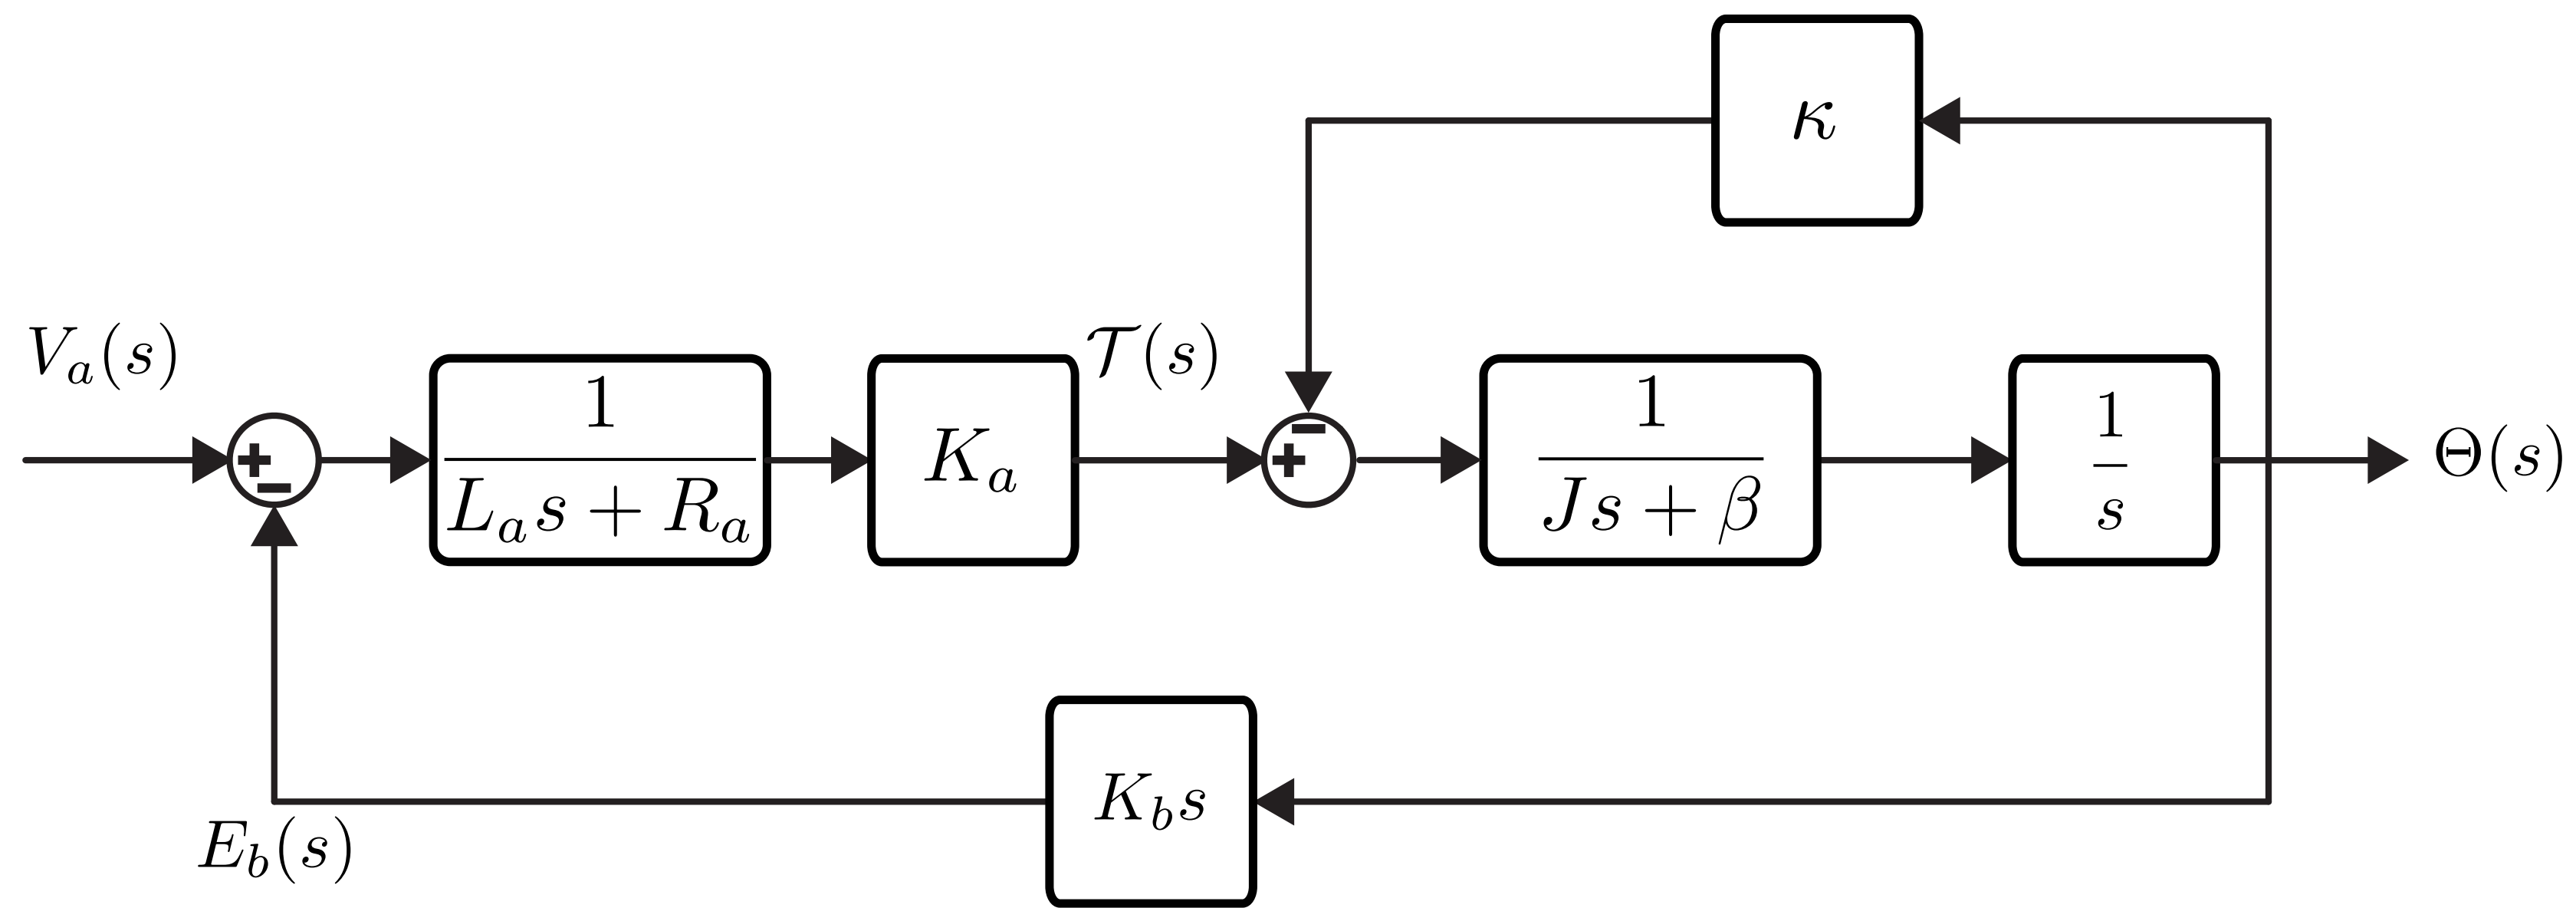 κ
V_a(s)
+
−
1
L_a s + R_a
K_a
𝒯(s)
−
+
1
Js + β
1
s
Θ(s)
K_b s
E_b(s)